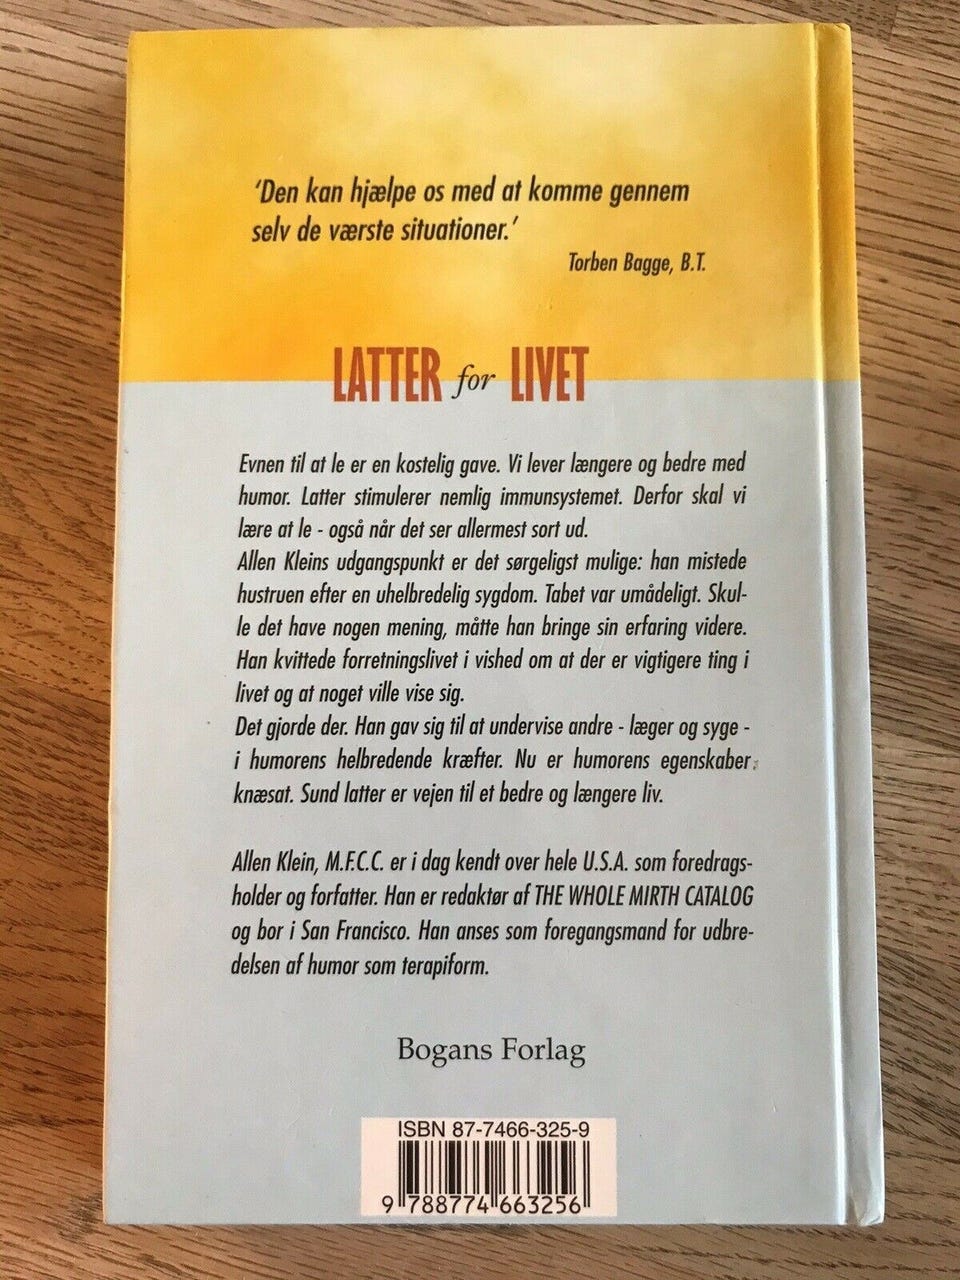 ‘Den kan hjælpe os med at komme gennem
selv de værste situationer.’
Torben Bagge, B.T.
LATTER for LIVET
Evnen til at le er en kostelig gave. Vi lever længere og bedre med
humor. Latter stimulerer nemlig immunsystemet. Derfor skal vi
lære at le - også når det ser allermest sort ud.
Allen Kleins udgangspunkt er det sørgeligst mulige: han mistede
hustruen efter en uhelbredelig sygdom. Tabet var umådeligt. Skul-
le det have nogen mening, måtte han bringe sin erfaring videre.
Han kvittede forretningslivet i vished om at der er vigtigere ting i
livet og at noget ville vise sig.
Det gjorde der. Han gav sig til at undervise andre - læger og syge -
i humorens helbredende kræfter. Nu er humorens egenskaber
knæsat. Sund latter er vejen til et bedre og længere liv.
Allen Klein, M.F.C.C. er i dag kendt over hele U.S.A. som foredrags-
holder og forfatter. Han er redaktør af THE WHOLE MIRTH CATALOG
og bor i San Francisco. Han anses som foregangsmand for udbre-
delsen af humor som terapiform.
Bogans Forlag
ISBN 87-7466-325-9
9 788774 663256